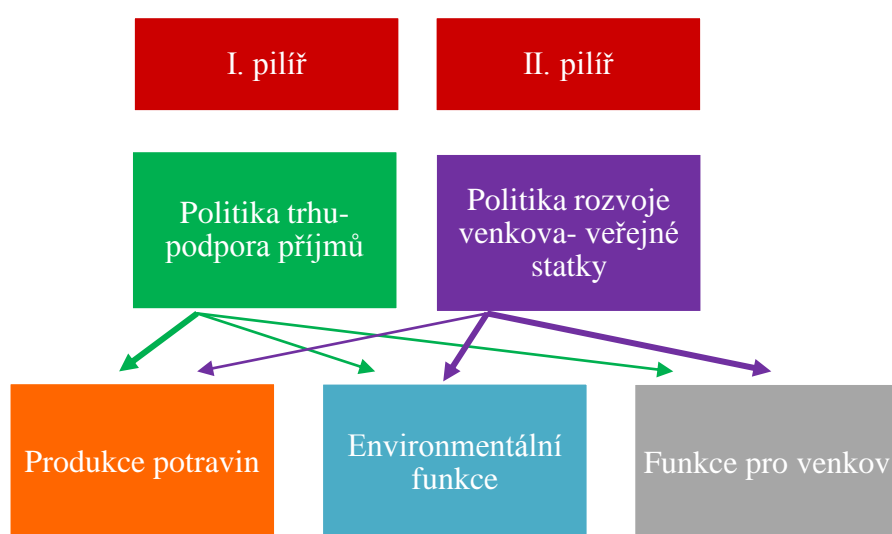 I. pilíř
II. pilíř
Politika trhu-
podpora příjmů
Politika rozvoje
venkova- veřejné
statky
Produkce potravin
Environmentální
funkce
Funkce pro venkov